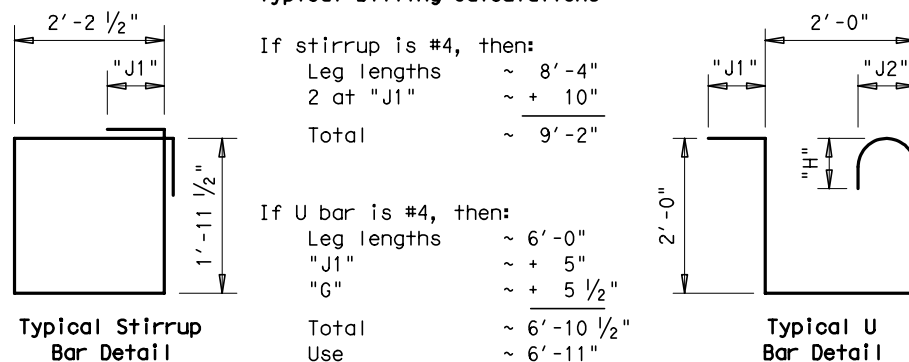 Typical Billing Calculations
2'-2 1/2"
"J1"
1'-11 1/2"
Typical Stirrup
Bar Detail
If stirrup is #4, then:
Leg lengths ~ 8'-4"
2 at "J1" ~ + 10"
Total ~ 9'-2"
If U bar is #4, then:
Leg lengths ~ 6'-0"
"J1" ~ + 5"
"G" ~ + 5 1/2"
Total ~ 6'-10 1/2"
Use ~ 6'-11"
2'-0"
"J1"
"J2"
"H"
2'-0"
Typical U
Bar Detail